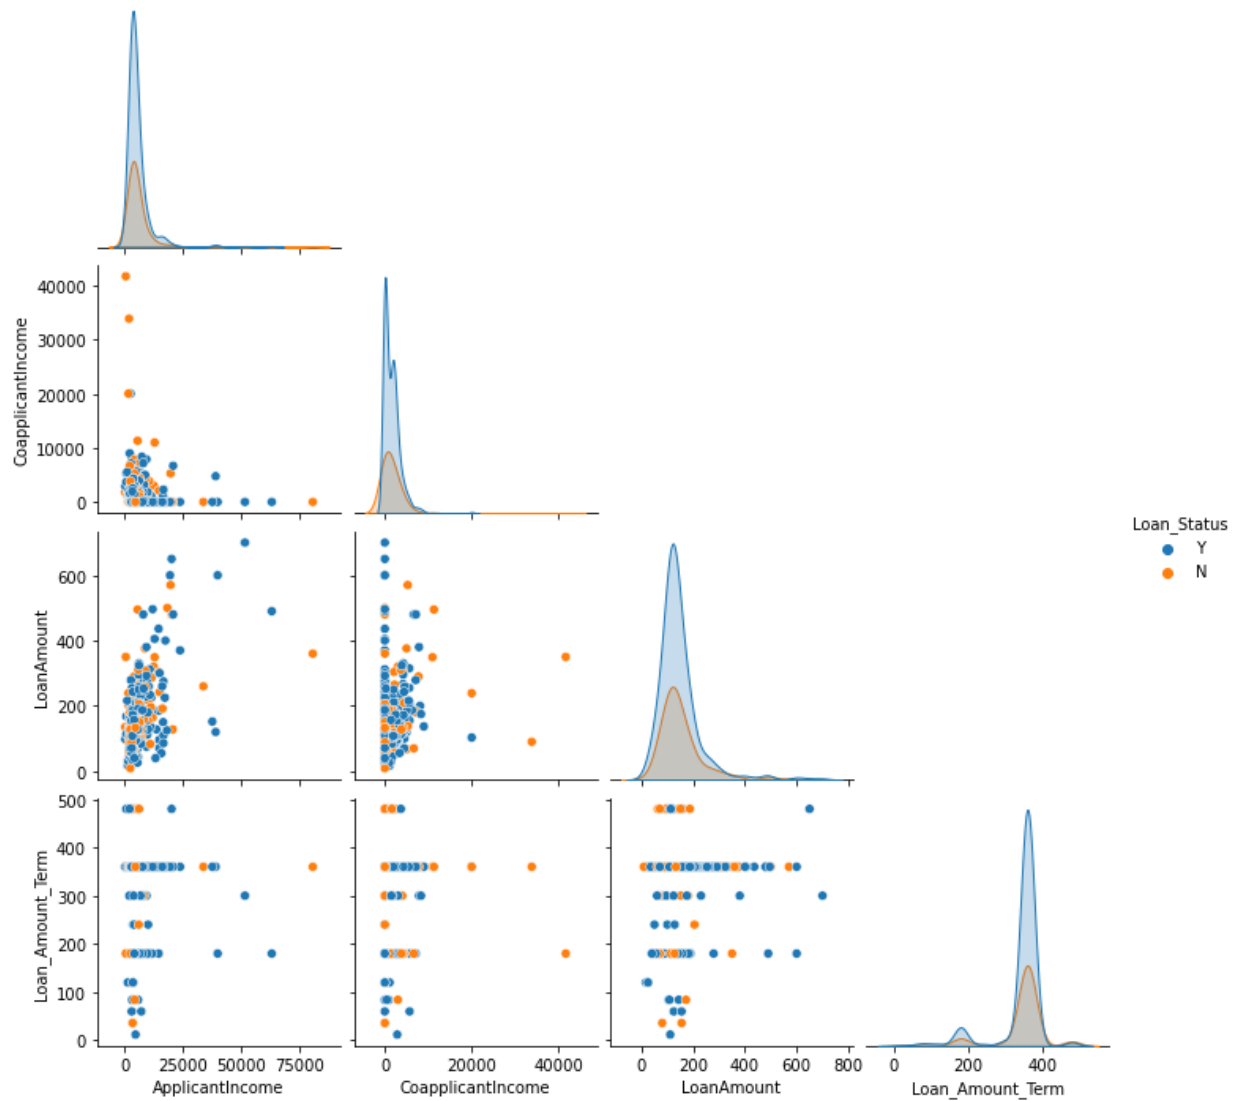 CoapplicantIncome
40000
30000
20000
10000
0
LoanAmount
600
400
200
0
Loan_Status
Y
N
Loan_Amount_Term
500
400
300
200
100
0
0 25000 50000 75000
ApplicantIncome
0 20000 40000
CoapplicantIncome
0 200 400 600 800
LoanAmount
0 200 400
Loan_Amount_Term